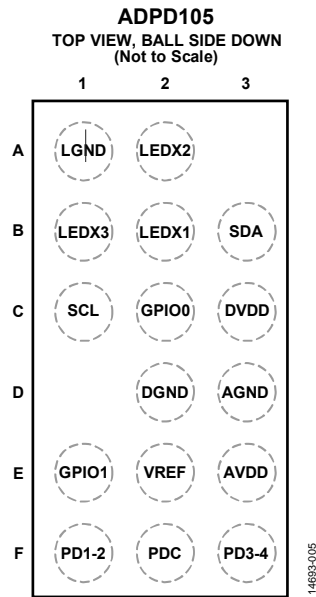 ADPD105
TOP VIEW, BALL SIDE DOWN
(Not to Scale)
1 2 3
A LGND LEDX2
B LEDX3 LEDX1 SDA
C SCL GPIO0 DVDD
D DGND AGND
E GPIO1 VREF AVDD
F PD1-2 PDC PD3-4
14693-005